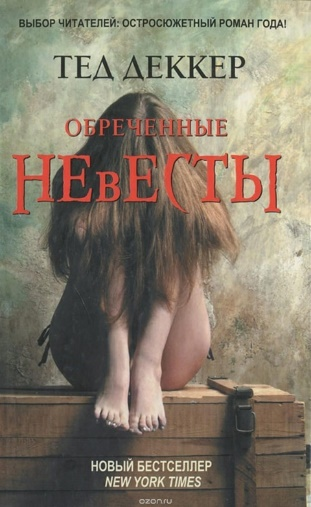 ВЫБОР ЧИТАТЕЛЕЙ: ОСТРОСЮЖЕТНЫЙ РОМАН ГОДА!
ТЕД ДЕККЕР
ОБРЕЧЕННЫЕ
НЕВЕСТЫ
НОВЫЙ БЕСТСЕЛЛЕР
NEW YORK TIMES
ozon.ru